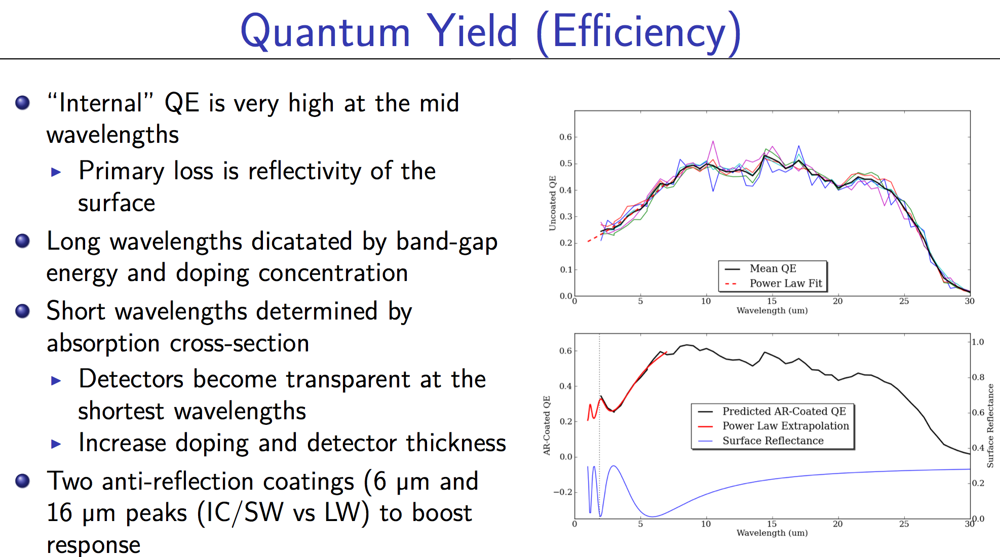 Quantum Yield (Efficiency)
“Internal” QE is very high at the mid
wavelengths
Primary loss is reflectivity of the
surface
Long wavelengths dicatated by band-gap
energy and doping concentration
Short wavelengths determined by
absorption cross-section
Detectors become transparent at the
shortest wavelengths
Increase doping and detector thickness
Two anti-reflection coatings (6 µm and
16 µm peaks (IC/SW vs LW) to boost
response
Uncoated QE
0.6
0.5
0.4
0.3
0.2
0.1
0.0
Mean QE
Power Law Fit
0 5 10 15 20 25 30
Wavelength (um)
AR-Coated QE
0.6
0.4
0.2
0.0
−0.2
Predicted AR-Coated QE
Power Law Extrapolation
Surface Reflectance
1.0
0.8
0.6
0.4
0.2
0.0
Surface Reflectance
0 5 10 15 20 25 30
Wavelength (um)